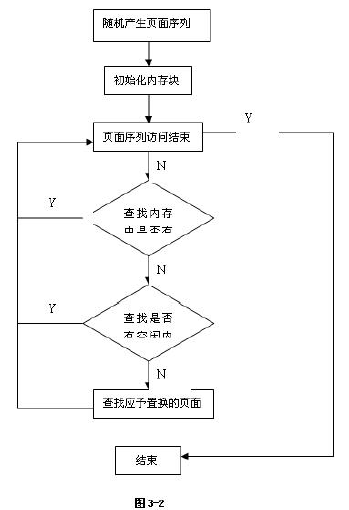 随机产生页面序列
初始化内存块
页面序列访问结束
Y
N
查找内存
中是否有
Y
N
查找是否
有空闲内
Y
N
查找应予置换的页面
结束
图3-2